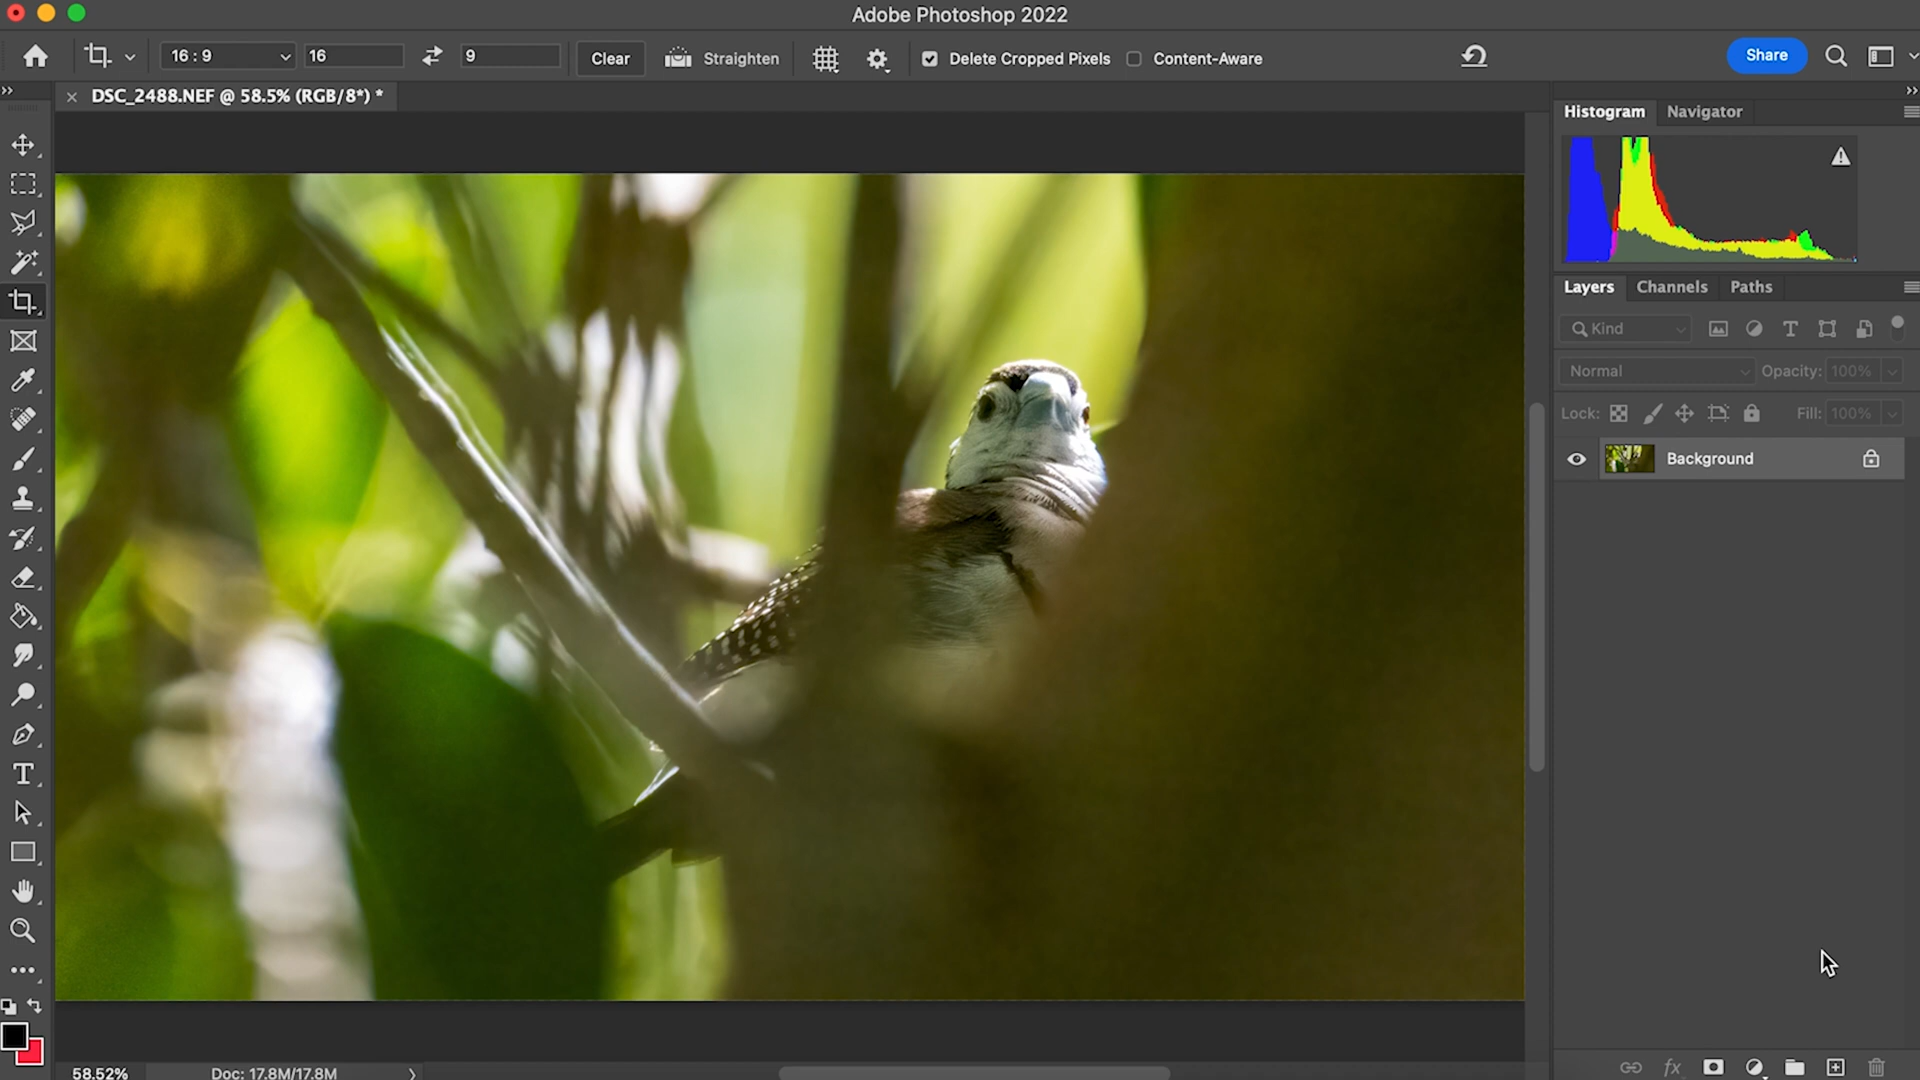 Adobe Photoshop 2022
16 : 9
16
9
Clear
Straighten
Delete Cropped Pixels
Content-Aware
Share
DSC_2488.NEF @ 58.5% (RGB/8*) *
Histogram
Navigator
Layers
Channels
Paths
Kind
Normal
Opacity: 100%
Lock:
Fill: 100%
Background
58.52%
Doc: 17.8M/17.8M